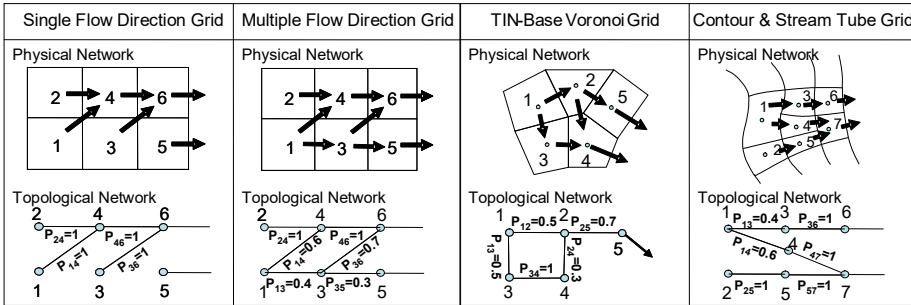 Single Flow Direction Grid
Physical Network
2 4 6
1 3 5
Topological Network
2 4 6
P24=1
P46=1
P14=1
P36=1
1 3 5
Multiple Flow Direction Grid
Physical Network
2 4 6
1 3 5
Topological Network
2 4 6
P24=1
P46=1
P14=0.6
P36=0.7
1 3 5
P13=0.4
P35=0.3
TIN-Base Voronoi Grid
Physical Network
1 2 5
3 4
Topological Network
1 2
P12=0.5
P25=0.7
5
P13=0.5
P24=0.3
P34=1
3 4
Contour & Stream Tube Grid
Physical Network
1 3 6
4 7
2 5
Topological Network
1 3 6
P13=0.4
P36=1
4
P14=0.6
P47=1
P25=1
P57=1
2 5 7